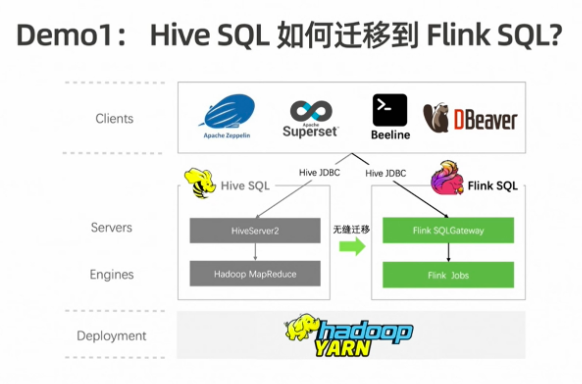 Demo1： Hive SQL 如何迁移到 Flink SQL?
Clients
Apache Zeppelin
Apache
Superset
Beeline
DBeaver
Hive JDBC
Hive JDBC
Hive SQL
Flink SQL
Servers
HiveServer2
无缝迁移
Flink SQLGateway
Engines
Hadoop MapReduce
Flink Jobs
Deployment
hadoop
YARN